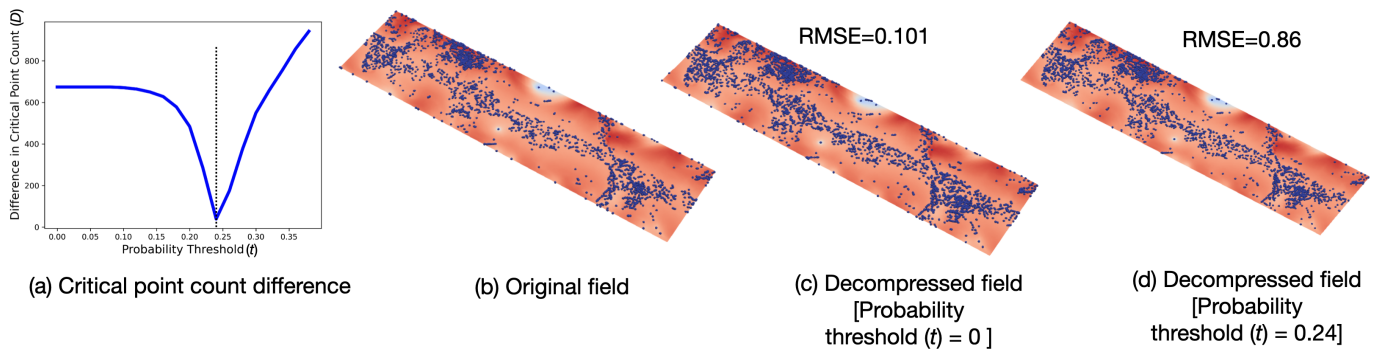 Difference in Critical Point Count (D)
800
600
400
200
0
0.00 0.05 0.10 0.15 0.20 0.25 0.30 0.35
Probability Threshold(t)
(a) Critical point count difference
(b) Original field
RMSE=0.101
(c) Decompressed field
[Probability
threshold (t) = 0 ]
RMSE=0.86
(d) Decompressed field
[Probability
threshold (t) = 0.24]